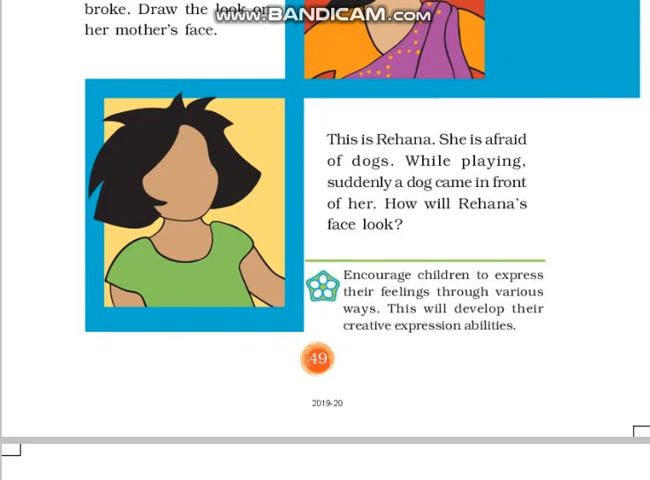 broke. Draw the look on
www.BANDICAM.com
her mother's face.
This is Rehana. She is afraid
of dogs. While playing,
suddenly a dog came in front
of her. How will Rehana's
face look?
Encourage children to express
their feelings through various
ways. This will develop their
creative expression abilities.
49
2019-20